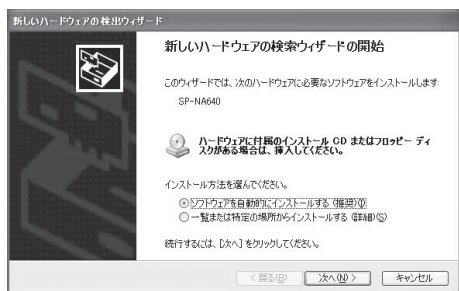 新しいハードウェアの検出ウィザード
新しいハードウェアの検索ウィザードの開始
このウィザードでは、次のハードウェアに必要なソフトウェアをインストールします:
SP-NA640
ハードウェアに付属のインストール CD またはフロッピー ディ
スクがある場合は、挿入してください。
インストール方法を選んでください。
ソフトウェアを自動的にインストールする (推奨)(I)
一覧または特定の場所からインストールする (詳細)(S)
続行するには、[次へ] をクリックしてください。
< 戻る(B) 次へ(N) > キャンセル